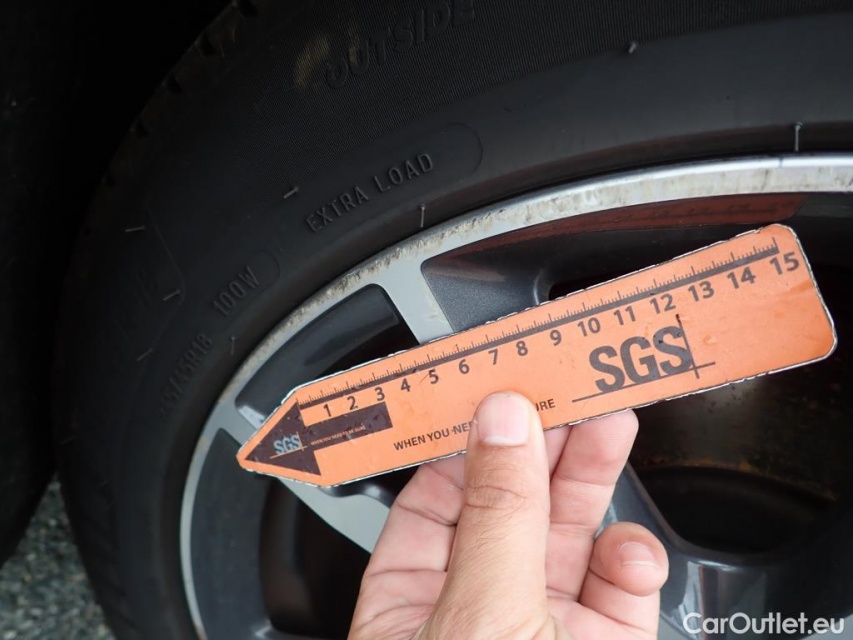 OUTSIDE
EXTRA LOAD
100W
1 2 3 4 5 6 7 8 9 10 11 12 13 14 15
SGS
SGS
WHEN YOU NE
RE
CarOutlet.eu